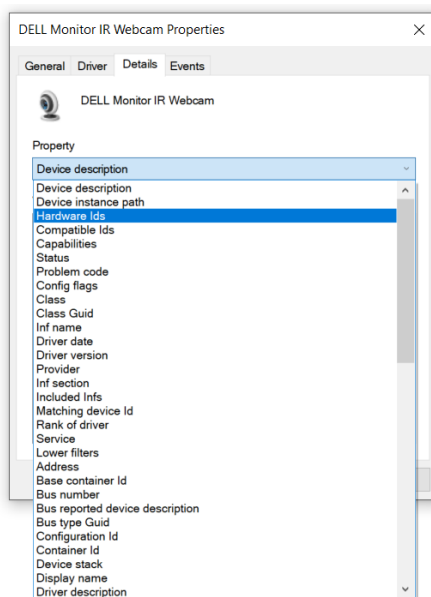 DELL Monitor IR Webcam Properties
General Driver Details Events
DELL Monitor IR Webcam
Property
Device description
Device description
Device instance path
Hardware Ids
Compatible Ids
Capabilities
Status
Problem code
Config flags
Class
Class Guid
Inf name
Driver date
Driver version
Provider
Inf section
Included Infs
Matching device Id
Rank of driver
Service
Lower filters
Address
Base container Id
Bus number
Bus reported device description
Bus type Guid
Configuration Id
Container Id
Device stack
Display name
Driver description